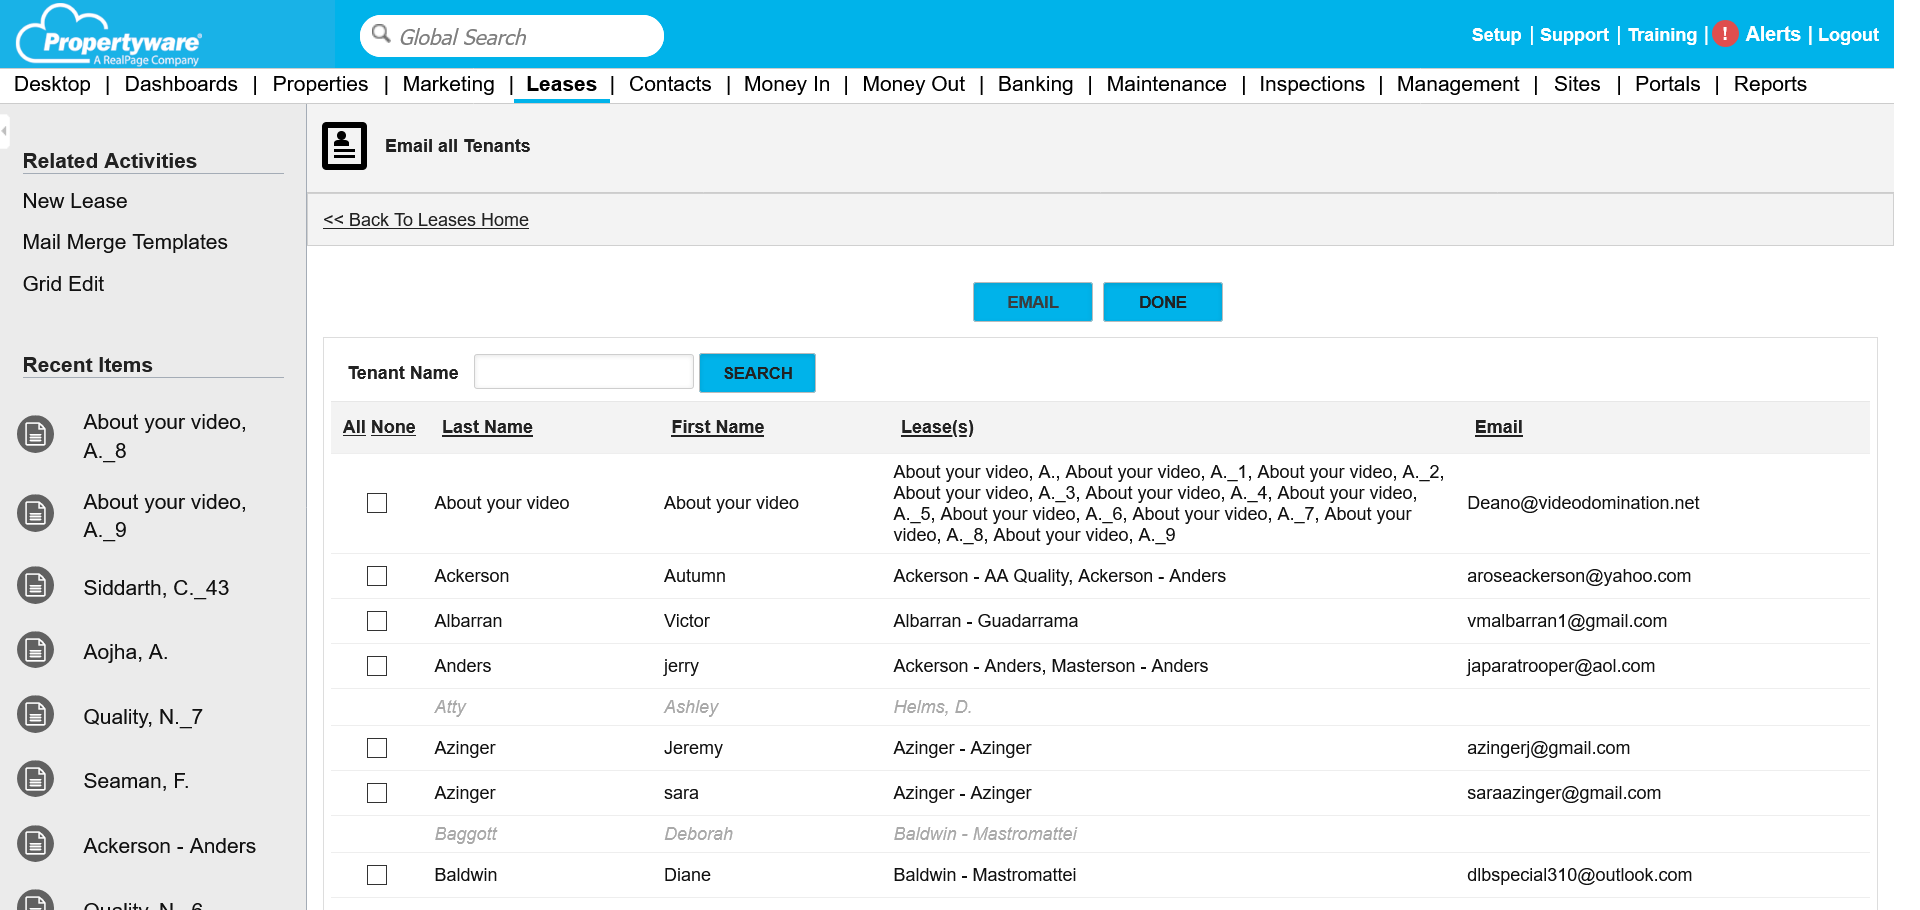 Propertyware
A RealPage Company
Global Search
Setup | Support | Training | ! Alerts | Logout
Desktop | Dashboards | Properties | Marketing | Leases | Contacts | Money In | Money Out | Banking | Maintenance | Inspections | Management | Sites | Portals | Reports
Related Activities
New Lease
Mail Merge Templates
Grid Edit
Recent Items
About your video,
A._8
About your video,
A._9
Siddarth, C._43
Aojha, A.
Quality, N._7
Seaman, F.
Ackerson - Anders
Quality, N._6
Email all Tenants
<< Back To Leases Home
EMAIL DONE
Tenant Name SEARCH
All None Last Name First Name Lease(s) Email
About your video About your video About your video, A., About your video, A._1, About your video, A._2,
About your video, A._3, About your video, A._4, About your video,
A._5, About your video, A._6, About your video, A._7, About your
video, A._8, About your video, A._9 Deano@videodomination.net
Ackerson Autumn Ackerson - AA Quality, Ackerson - Anders aroseackerson@yahoo.com
Albarran Victor Albarran - Guadarrama vmalbarran1@gmail.com
Anders jerry Ackerson - Anders, Masterson - Anders japaratrooper@aol.com
Atty Ashley Helms, D.
Azinger Jeremy Azinger - Azinger azingerj@gmail.com
Azinger sara Azinger - Azinger saraazinger@gmail.com
Baggott Deborah Baldwin - Mastromattei
Baldwin Diane Baldwin - Mastromattei dlbspecial310@outlook.com